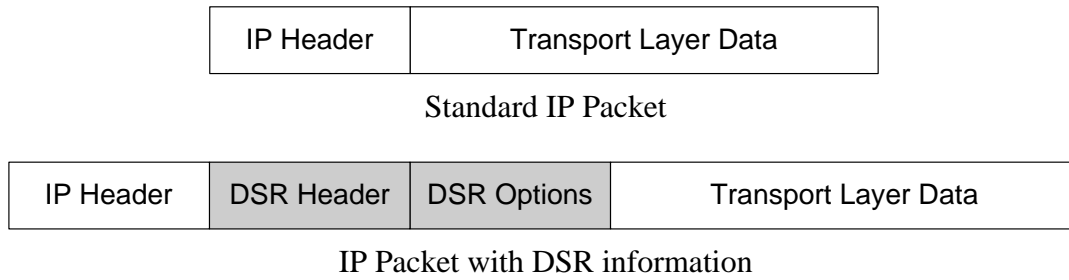 IP Header Transport Layer Data
Standard IP Packet
IP Header DSR Header DSR Options Transport Layer Data
IP Packet with DSR information